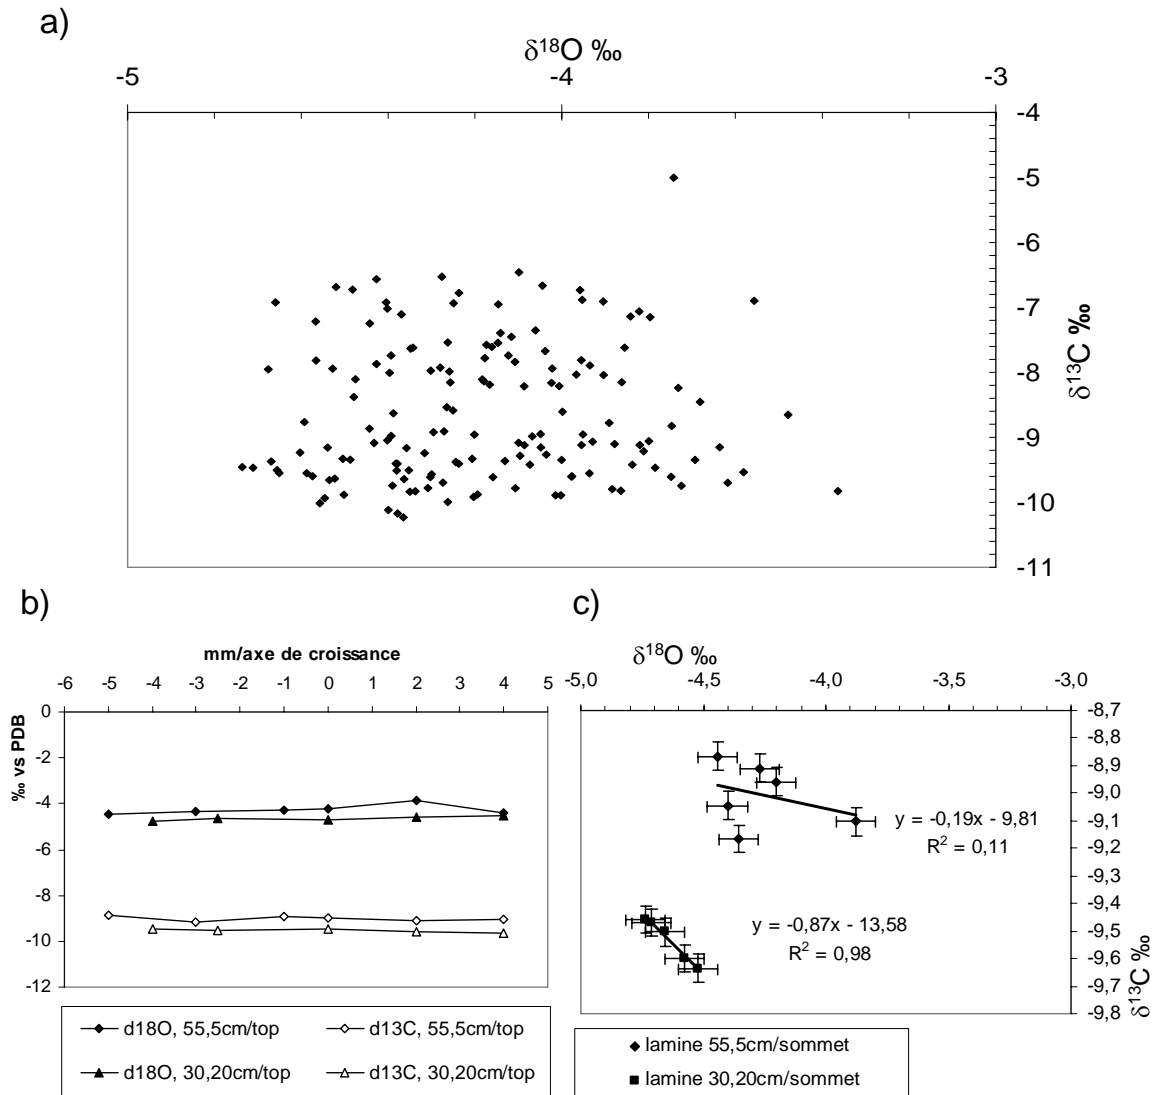 a)
δ18O ‰
-5 -4 -3
-4
-5
-6
-7
-8
-9
-10
-11
δ13C ‰
b)
mm/axe de croissance
-6 -5 -4 -3 -2 -1 0 1 2 3 4 5
0
-2
-4
-6
-8
-10
-12
‰ vs PDB
d18O, 55,5cm/top d13C, 55,5cm/top
d18O, 30,20cm/top d13C, 30,20cm/top
c)
δ18O ‰
-5,0 -4,5 -4,0 -3,5 -3,0
-8,7
-8,8
-8,9
-9,0
-9,1
-9,2
-9,3
-9,4
-9,5
-9,6
-9,7
-9,8
δ13C ‰
y = -0,19x - 9,81
R2 = 0,11
y = -0,87x - 13,58
R2 = 0,98
lamine 55,5cm/sommet
lamine 30,20cm/sommet